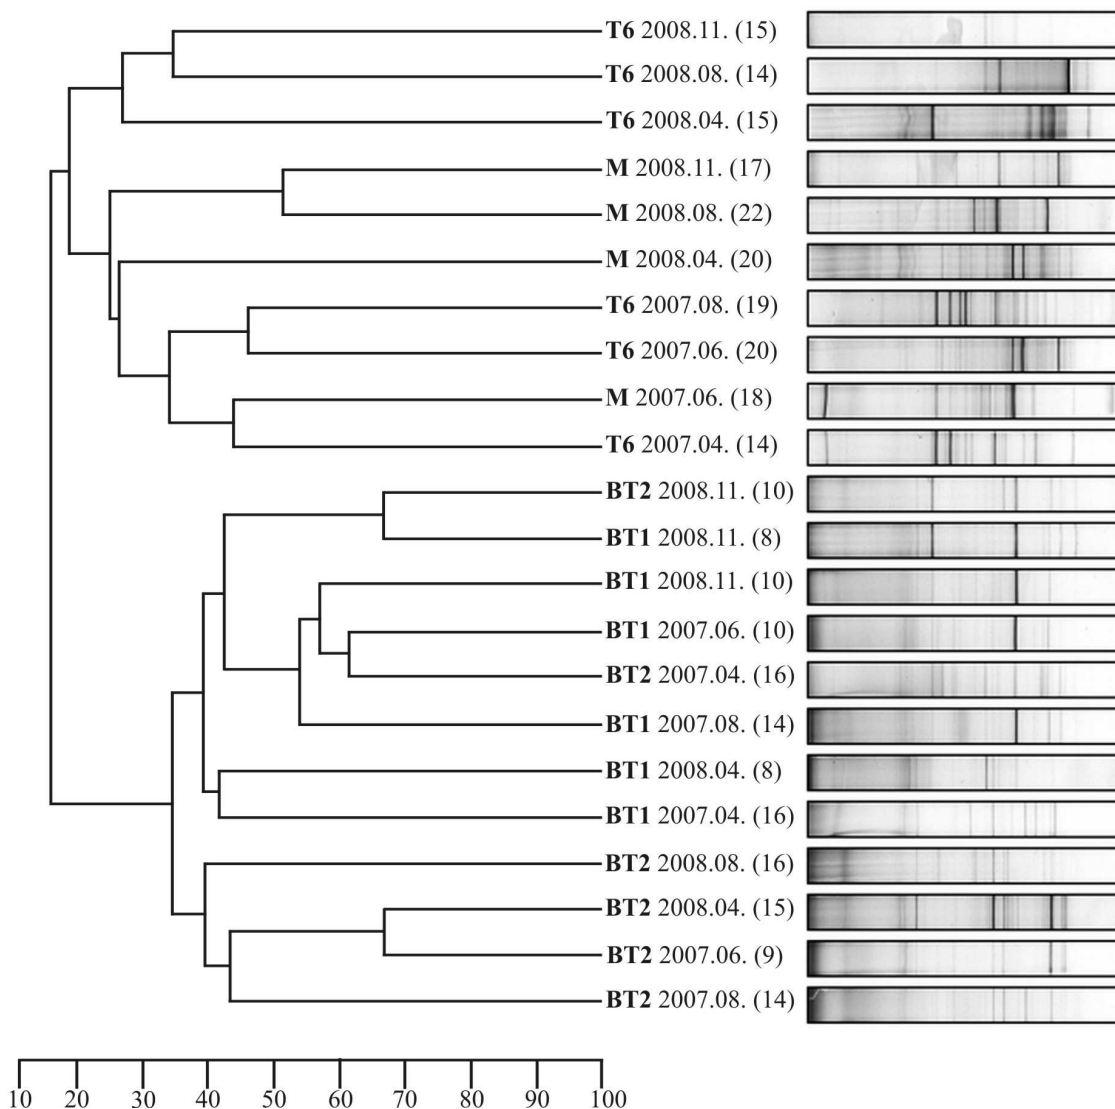 T6 2008.11. (15)
T6 2008.08. (14)
T6 2008.04. (15)
M 2008.11. (17)
M 2008.08. (22)
M 2008.04. (20)
T6 2007.08. (19)
T6 2007.06. (20)
M 2007.06. (18)
T6 2007.04. (14)
BT2 2008.11. (10)
BT1 2008.11. (8)
BT1 2008.11. (10)
BT1 2007.06. (10)
BT2 2007.04. (16)
BT1 2007.08. (14)
BT1 2008.04. (8)
BT1 2007.04. (16)
BT2 2008.08. (16)
BT2 2008.04. (15)
BT2 2007.06. (9)
BT2 2007.08. (14)
10 20 30 40 50 60 70 80 90 100